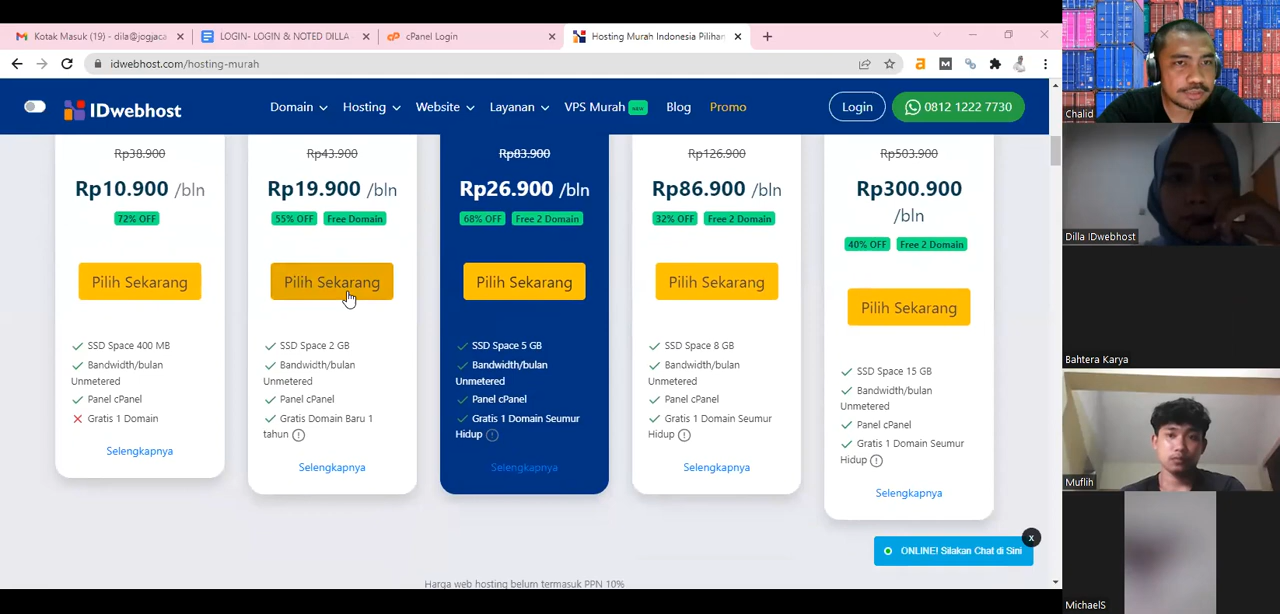 Kotak Masuk (19) - dila@jogjaca
LOGIN- LOGIN & NOTED DILLA
cPanel Login
Hosting Murah Indonesia Pilihan
idwebhost.com/hosting-murah
IDwebhost
Domain
Hosting
Website
Layanan
VPS Murah
Blog
Promo
Login
0812 1222 7730
Rp38.900
Rp10.900 /bln
72% OFF
Pilih Sekarang
SSD Space 400 MB
Bandwidth/bulan
Unmetered
Panel cPanel
Gratis 1 Domain
Selengkapnya
Rp43.900
Rp19.900 /bln
55% OFF Free Domain
Pilih Sekarang
SSD Space 2 GB
Bandwidth/bulan
Unmetered
Panel cPanel
Gratis Domain Baru 1
tahun
Selengkapnya
Rp83.900
Rp26.900 /bln
68% OFF Free 2 Domain
Pilih Sekarang
SSD Space 5 GB
Bandwidth/bulan
Unmetered
Panel cPanel
Gratis 1 Domain Seumur
Hidup
Selengkapnya
Rp126.900
Rp86.900 /bln
32% OFF Free 2 Domain
Pilih Sekarang
SSD Space 8 GB
Bandwidth/bulan
Unmetered
Panel cPanel
Gratis 1 Domain Seumur
Hidup
Selengkapnya
Rp503.900
Rp300.900
/bln
40% OFF Free 2 Domain
Pilih Sekarang
SSD Space 15 GB
Bandwidth/bulan
Unmetered
Panel cPanel
Gratis 1 Domain Seumur
Hidup
Selengkapnya
ONLINE! Silakan Chat di Sini
x
Harga web hosting belum termasuk PPN 10%
Chalid
Dilla IDwebhost
Bahtera Karya
Muflih
MichaelS